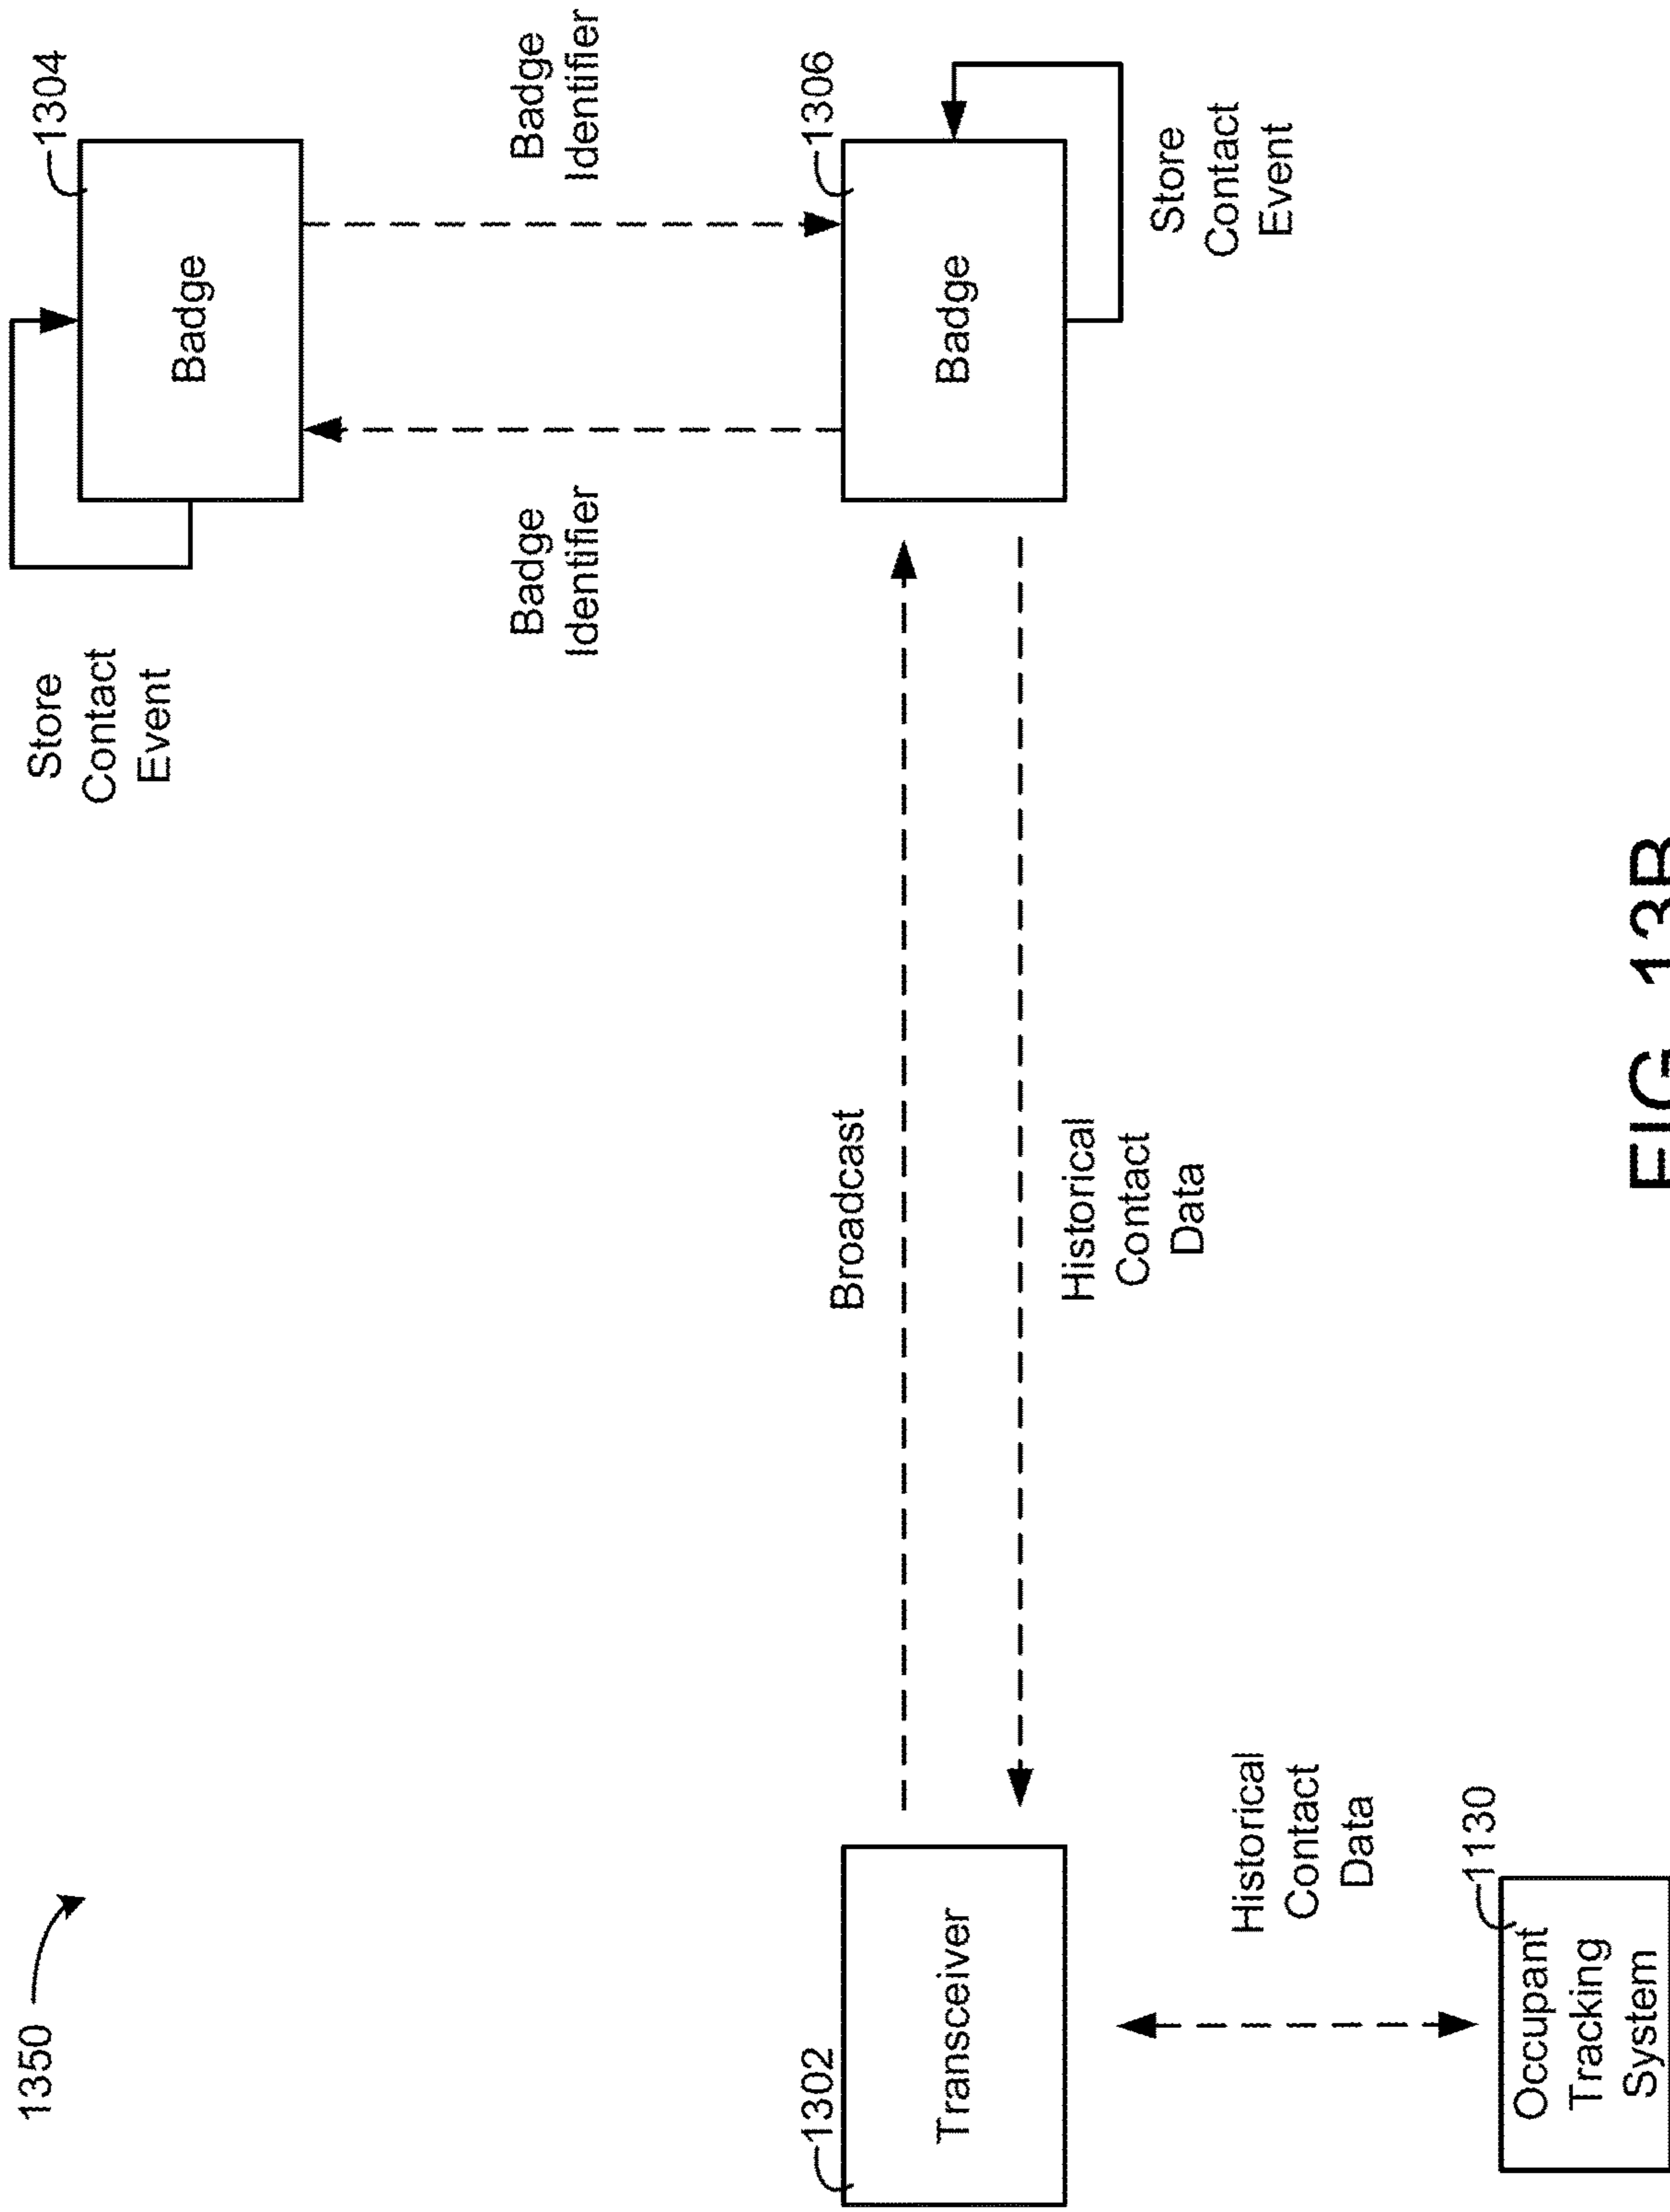 1350
Store
Contact
Event
1304
Badge
Badge
Identifier
Badge
Identifier
1302
Transceiver
Broadcast
Historical
Contact
Data
1306
Badge
Store
Contact
Event
Historical
Contact
Data
1130
Occupant
Tracking
System
FIG. 13B